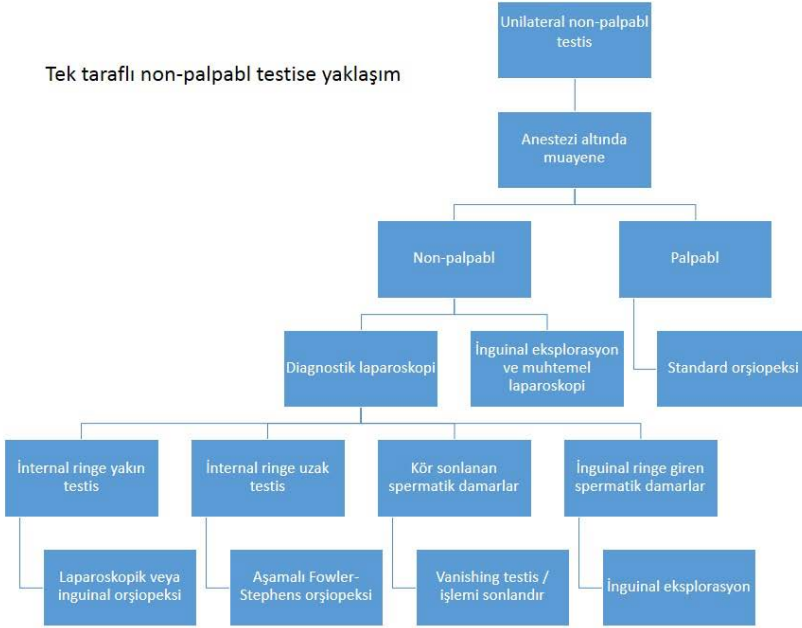 Unilateral non-palpabl
testis
Tek taraflı non-palpabl testise yaklaşım
Anestezi altında
muayene
Non-palpabl
Palpabl
Diagnostik laparoskopi
İnguinal eksplorasyon
ve muhtemel
laparoskopi
Standard orşiopeksi
İnternal ringe yakın
testis
İnternal ringe uzak
testis
Kör sonlanan
spermatik damarlar
İnguinal ringe giren
spermatik damarlar
Laparoskopik veya
inguinal orşiopeksi
Aşamalı Fowler-
Stephens orşiopeksi
Vanishing testis /
işlemi sonlandır
İnguinal eksplorasyon